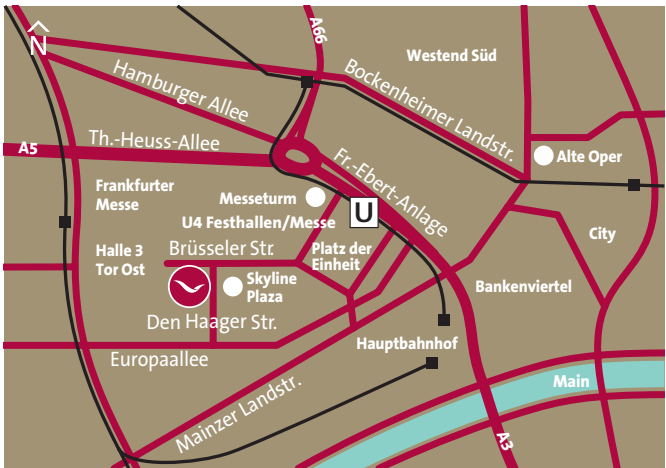 N
A66
Westend Süd
Hamburger Allee
Bockenheimer Landstr.
Th.-Heuss-Allee
A5
Fr.-Ebert-Anlage
Alte Oper
Frankfurter
Messe
Messeturm
U
U4 Festhallen/Messe
City
Halle 3
Tor Ost
Brüsseler Str.
Platz der
Einheit
Skyline
Plaza
Bankenviertel
Den Haager Str.
Hauptbahnhof
Europaallee
Main
Mainzer Landstr.
A3